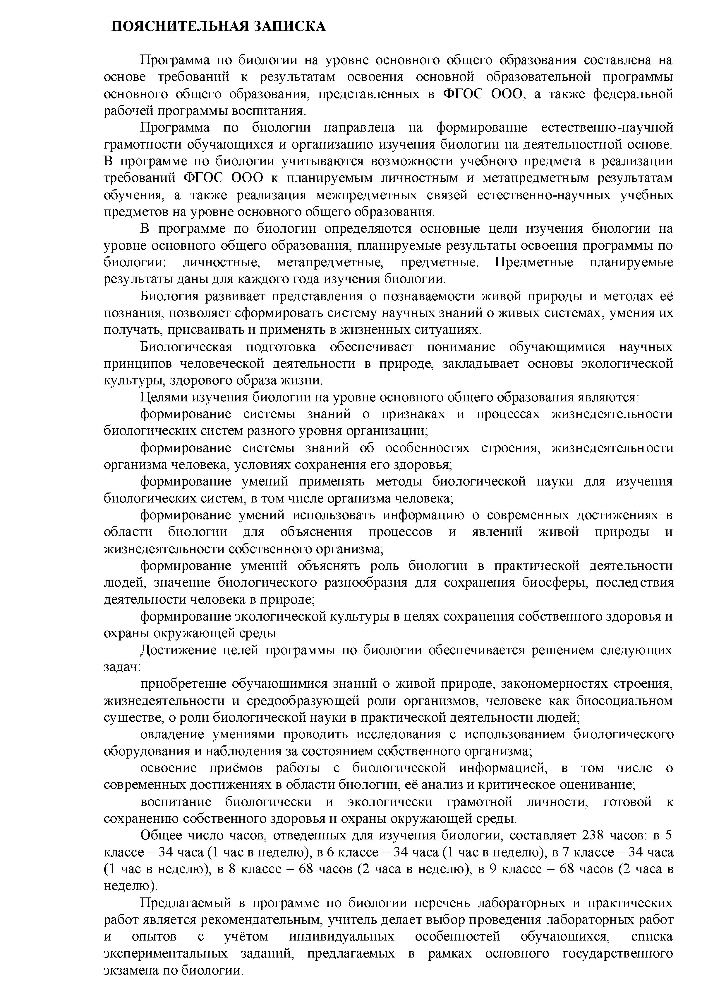 ПОЯСНИТЕЛЬНАЯ ЗАПИСКА
Программа по биологии на уровне основного общего образования составлена на
основе требований к результатам освоения основной образовательной программы
основного общего образования, представленных в ФГОС ООО, а также федеральной
рабочей программы воспитания.
Программа по биологии направлена на формирование естественно-научной
грамотности обучающихся и организацию изучения биологии на деятельностной основе.
В программе по биологии учитываются возможности учебного предмета в реализации
требований ФГОС ООО к планируемым личностным и метапредметным результатам
обучения, а также реализация межпредметных связей естественно-научных учебных
предметов на уровне основного общего образования.
В программе по биологии определяются основные цели изучения биологии на
уровне основного общего образования, планируемые результаты освоения программы по
биологии: личностные, метапредметные, предметные. Предметные планируемые
результаты даны для каждого года изучения биологии.
Биология развивает представления о познаваемости живой природы и методах её
познания, позволяет сформировать систему научных знаний о живых системах, умения их
получать, присваивать и применять в жизненных ситуациях.
Биологическая подготовка обеспечивает понимание обучающимися научных
принципов человеческой деятельности в природе, закладывает основы экологической
культуры, здорового образа жизни.
Целями изучения биологии на уровне основного общего образования являются:
формирование системы знаний о признаках и процессах жизнедеятельности
биологических систем разного уровня организации;
формирование системы знаний об особенностях строения, жизнедеятельности
организма человека, условиях сохранения его здоровья;
формирование умений применять методы биологической науки для изучения
биологических систем, в том числе организма человека;
формирование умений использовать информацию о современных достижениях в
области биологии для объяснения процессов и явлений живой природы и
жизнедеятельности собственного организма;
формирование умений объяснять роль биологии в практической деятельности
людей, значение биологического разнообразия для сохранения биосферы, последствия
деятельности человека в природе;
формирование экологической культуры в целях сохранения собственного здоровья и
охраны окружающей среды.
Достижение целей программы по биологии обеспечивается решением следующих
задач:
приобретение обучающимися знаний о живой природе, закономерностях строения,
жизнедеятельности и средообразующей роли организмов, человеке как биосоциальном
существе, о роли биологической науки в практической деятельности людей;
овладение умениями проводить исследования с использованием биологического
оборудования и наблюдения за состоянием собственного организма;
освоение приёмов работы с биологической информацией, в том числе о
современных достижениях в области биологии, её анализ и критическое оценивание;
воспитание биологически и экологически грамотной личности, готовой к
сохранению собственного здоровья и охраны окружающей среды.
Общее число часов, отведенных для изучения биологии, составляет 238 часов: в 5
классе – 34 часа (1 час в неделю), в 6 классе – 34 часа (1 час в неделю), в 7 классе – 34 часа
(1 час в неделю), в 8 классе – 68 часов (2 часа в неделю), в 9 классе – 68 часов (2 часа в
неделю).
Предлагаемый в программе по биологии перечень лабораторных и практических
работ является рекомендательным, учитель делает выбор проведения лабораторных работ
и опытов с учётом индивидуальных особенностей обучающихся, списка
экспериментальных заданий, предлагаемых в рамках основного государственного
экзамена по биологии.